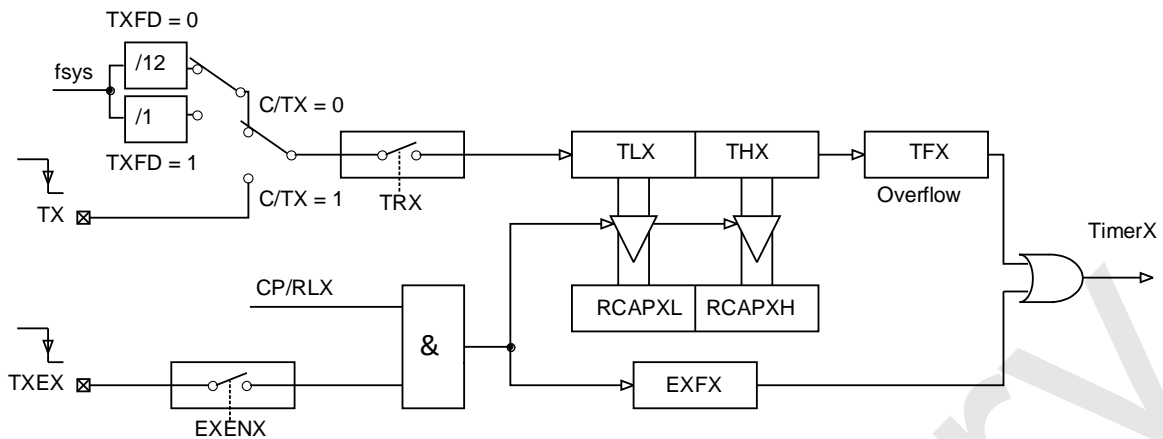 TXFD = 0
/12
fsys
C/TX = 0
/1
TXFD = 1
TLX
THX
TFX
TX
C/TX = 1
TRX
Overflow
TimerX
CP/RLX
RCAPXL
RCAPXH
&
TXEX
EXFX
EXENX